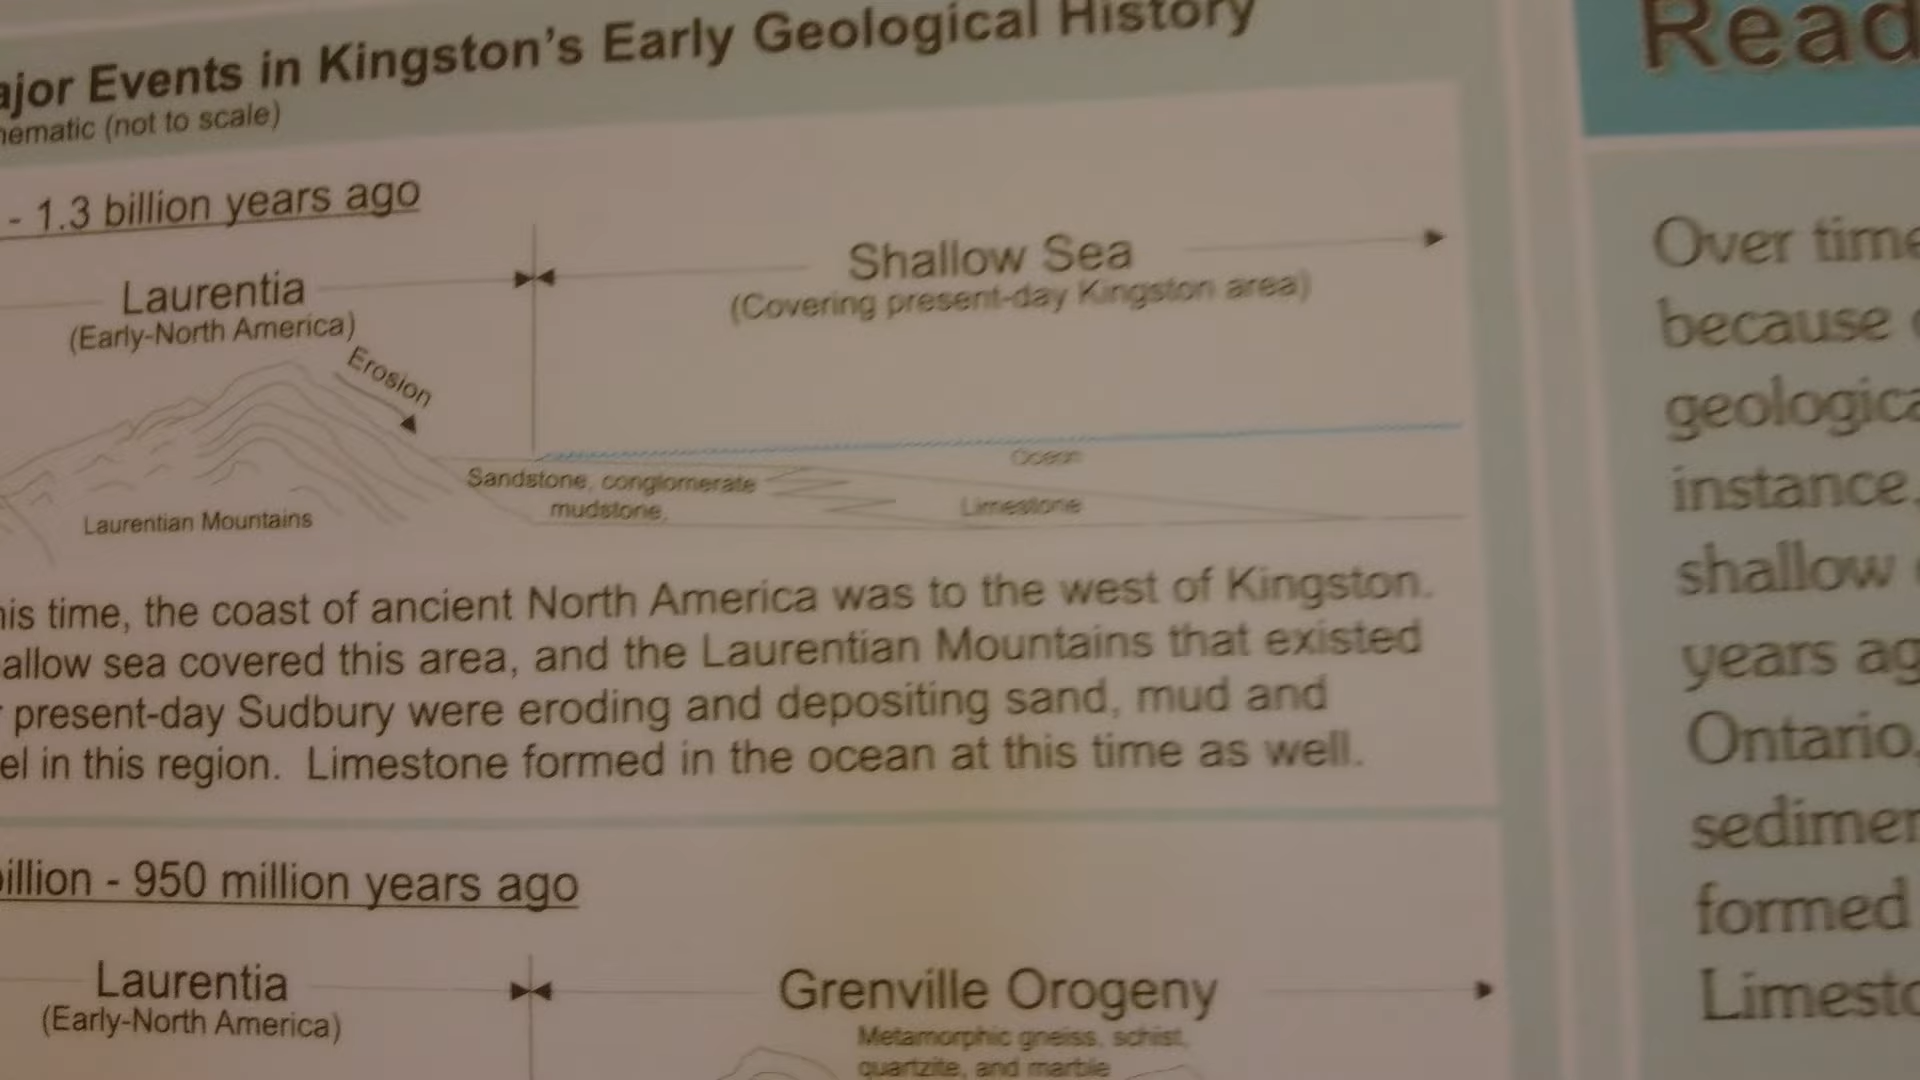 ajor Events in Kingston's Early Geological History
hematic (not to scale)
- 1.3 billion years ago
Laurentia
(Early-North America)
Shallow Sea
(Covering present-day Kingston area)
Erosion
Ocean
Sandstone, conglomerate
mudstone,
Limestone
Laurentian Mountains
his time, the coast of ancient North America was to the west of Kingston.
allow sea covered this area, and the Laurentian Mountains that existed
r present-day Sudbury were eroding and depositing sand, mud and
el in this region. Limestone formed in the ocean at this time as well.
billion - 950 million years ago
Laurentia
(Early-North America)
Grenville Orogeny
Metamorphic gneiss, schist,
quartzite, and marble
Read
Over time
because
geologica
instance,
shallow
years ag
Ontario,
sedimen
formed
Limesto